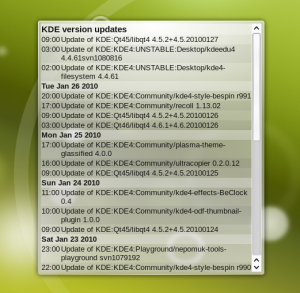 KDE version updates
09:00 Update of KDE:Qt45/libqt4 4.5.2+4.5.20100127
03:00 Update of KDE:KDE4:UNSTABLE:Desktop/kdeedu4
4.4.61svn1080816
02:00 Update of KDE:KDE4:UNSTABLE:Desktop/kde4-
filesystem 4.4.61
Tue Jan 26 2010
20:00 Update of KDE:KDE4:Community/kde4-style-bespin r991
17:00 Update of KDE:KDE4:Community/recoll 1.13.02
09:00 Update of KDE:Qt45/libqt4 4.5.2+4.5.20100126
03:00 Update of KDE:Qt46/libqt4 4.6.1+4.6.20100126
Mon Jan 25 2010
17:00 Update of KDE:KDE4:Community/plasma-theme-
glassified 4.0.0
16:00 Update of KDE:KDE4:Community/ultracopier 0.2.0.12
09:00 Update of KDE:Qt45/libqt4 4.5.2+4.5.20100125
Sun Jan 24 2010
11:00 Update of KDE:KDE4:Community/kde4-effects-BeClock
0.4
10:00 Update of KDE:KDE4:Community/kde4-odf-thumbnail-
plugin 1.0.0
09:00 Update of KDE:Qt45/libqt4 4.5.2+4.5.20100124
Sat Jan 23 2010
23:00 Update of KDE:KDE4:Playground/nepomuk-tools-
playground svn1079192
22:00 Update of KDE:KDE4:Community/kde4-style-bespin r990